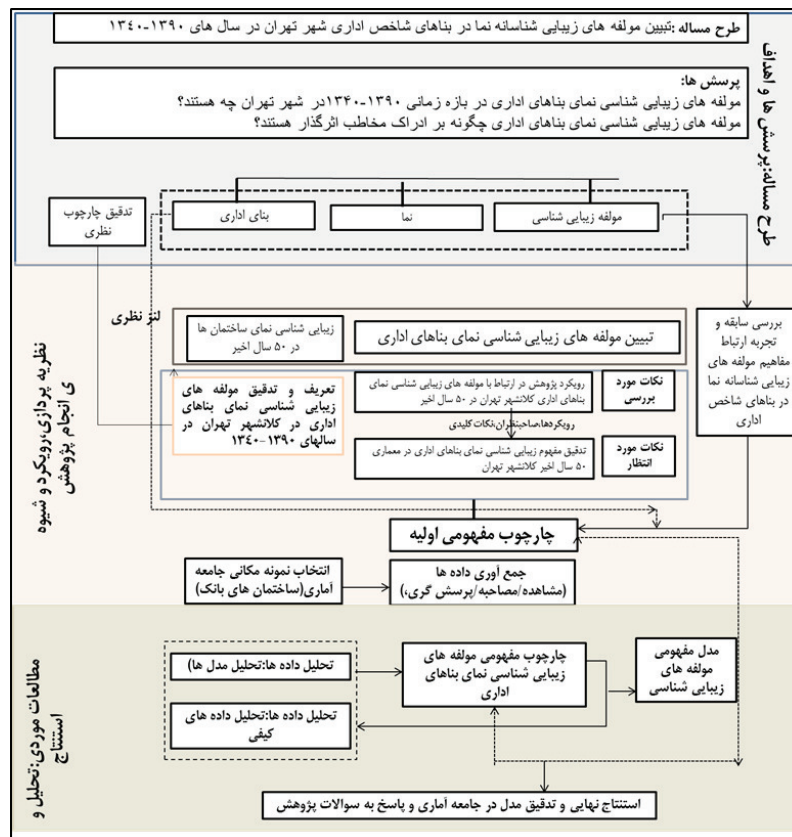 طرح مساله:تبیین مولفه های زیبایی شناسانه نما در بناهای شاخص اداری شهر تهران در سال های ۱۳۹۰-۱۳۴۰
پرسش ها:
مولفه های زیبایی شناسی نمای بناهای اداری در بازه زمانی ۱۳۹۰-۱۳۴۰در شهر تهران چه هستند؟
مولفه های زیبایی شناسی نمای بناهای اداری چگونه بر ادراک مخاطب اثرگذار هستند؟
طرح مساله:پرسش ها و اهداف
مولفه زیبایی شناسی
نما
بنای اداری
تدقیق چارچوب
نظری
لنز نظری
بررسی سابقه و
تجربه ارتباط
مفاهیم مولفه های
زیبایی شناسانه نما
در بناهای شاخص
اداری
تبیین مولفه های زیبایی شناسی نمای بناهای اداری
زیبایی شناسی نمای ساختمان ها
در ۵۰ سال اخیر
نکات مورد
بررسی
رویکرد پژوهش در ارتباط با مولفه های زیبایی شناسی نمای
بناهای اداری کلانشهر تهران در ۵۰ سال اخیر
رویکردها،صاحبنظران،نکات کلیدی
نکات مورد
انتظار
تدقیق مفهوم زیبایی شناسی نمای بناهای اداری در معماری
۵۰ سال اخیر کلانشهر تهران
تعریف و تدقیق مولفه های
زیبایی شناسی نمای بناهای
اداری در کلانشهر تهران در
سالهای ۱۳۹۰-۱۳۴۰
نظریه پردازی،رویکرد و شیوه
ی انجام پژوهش
چارچوب مفهومی اولیه
جمع آوری داده ها
(مشاهده/مصاحبه/پرسش گری،)
انتخاب نمونه مکانی جامعه
آماری(ساختمان های بانک)
مدل مفهومی
مولفه های
زیبایی شناسی
چارچوب مفهومی مولفه های
زیبایی شناسی نمای بناهای
اداری
تحلیل داده ها:تحلیل مدل ها)
تحلیل داده ها:تحلیل داده های
کیفی
مطالعات موردی:تحلیل و
استنتاج
استنتاج نهایی و تدقیق مدل در جامعه آماری و پاسخ به سوالات پژوهش